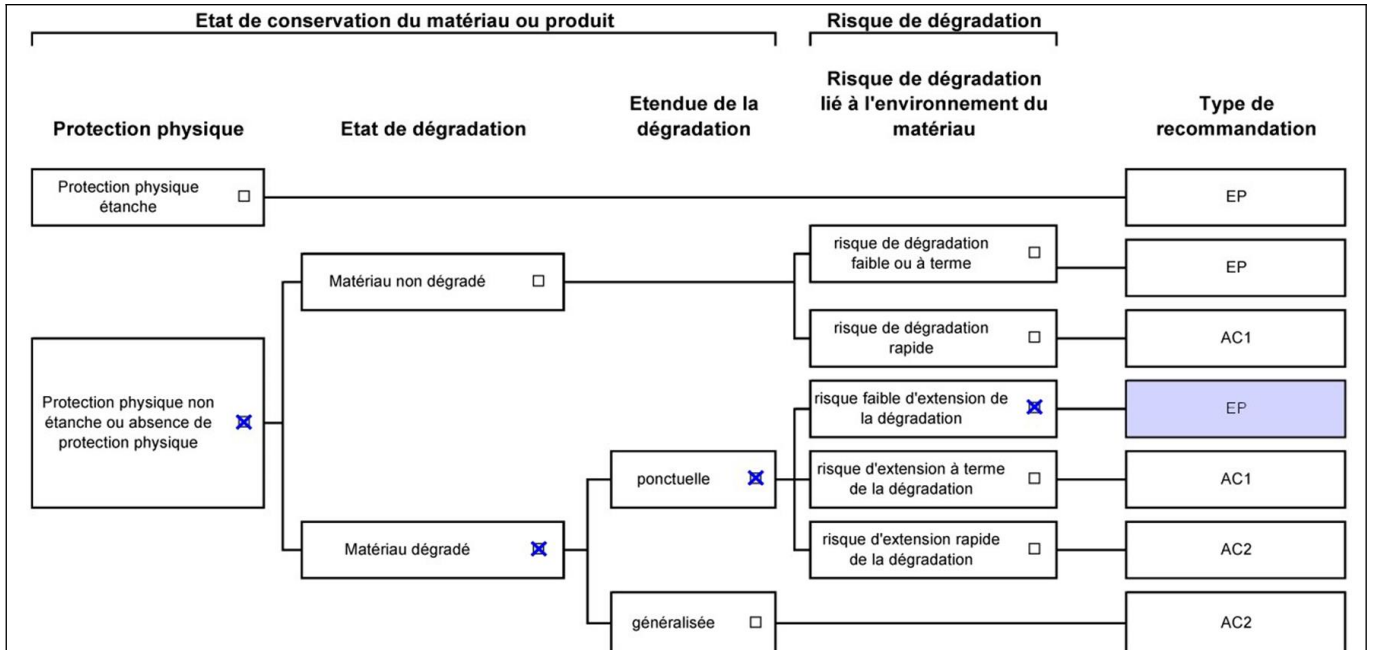 Etat de conservation du matériau ou produit
Risque de dégradation
Protection physique
Etat de dégradation
Etendue de la
dégradation
Risque de dégradation
lié à l'environnement du
matériau
Type de
recommandation
Protection physique
étanche
EP
risque de dégradation
faible ou à terme
EP
Matériau non dégradé
risque de dégradation
rapide
AC1
Protection physique non
étanche ou absence de
protection physique
risque faible d'extension de
la dégradation
EP
ponctuelle
risque d'extension à terme
de la dégradation
AC1
Matériau dégradé
risque d'extension rapide
de la dégradation
AC2
généralisée
AC2